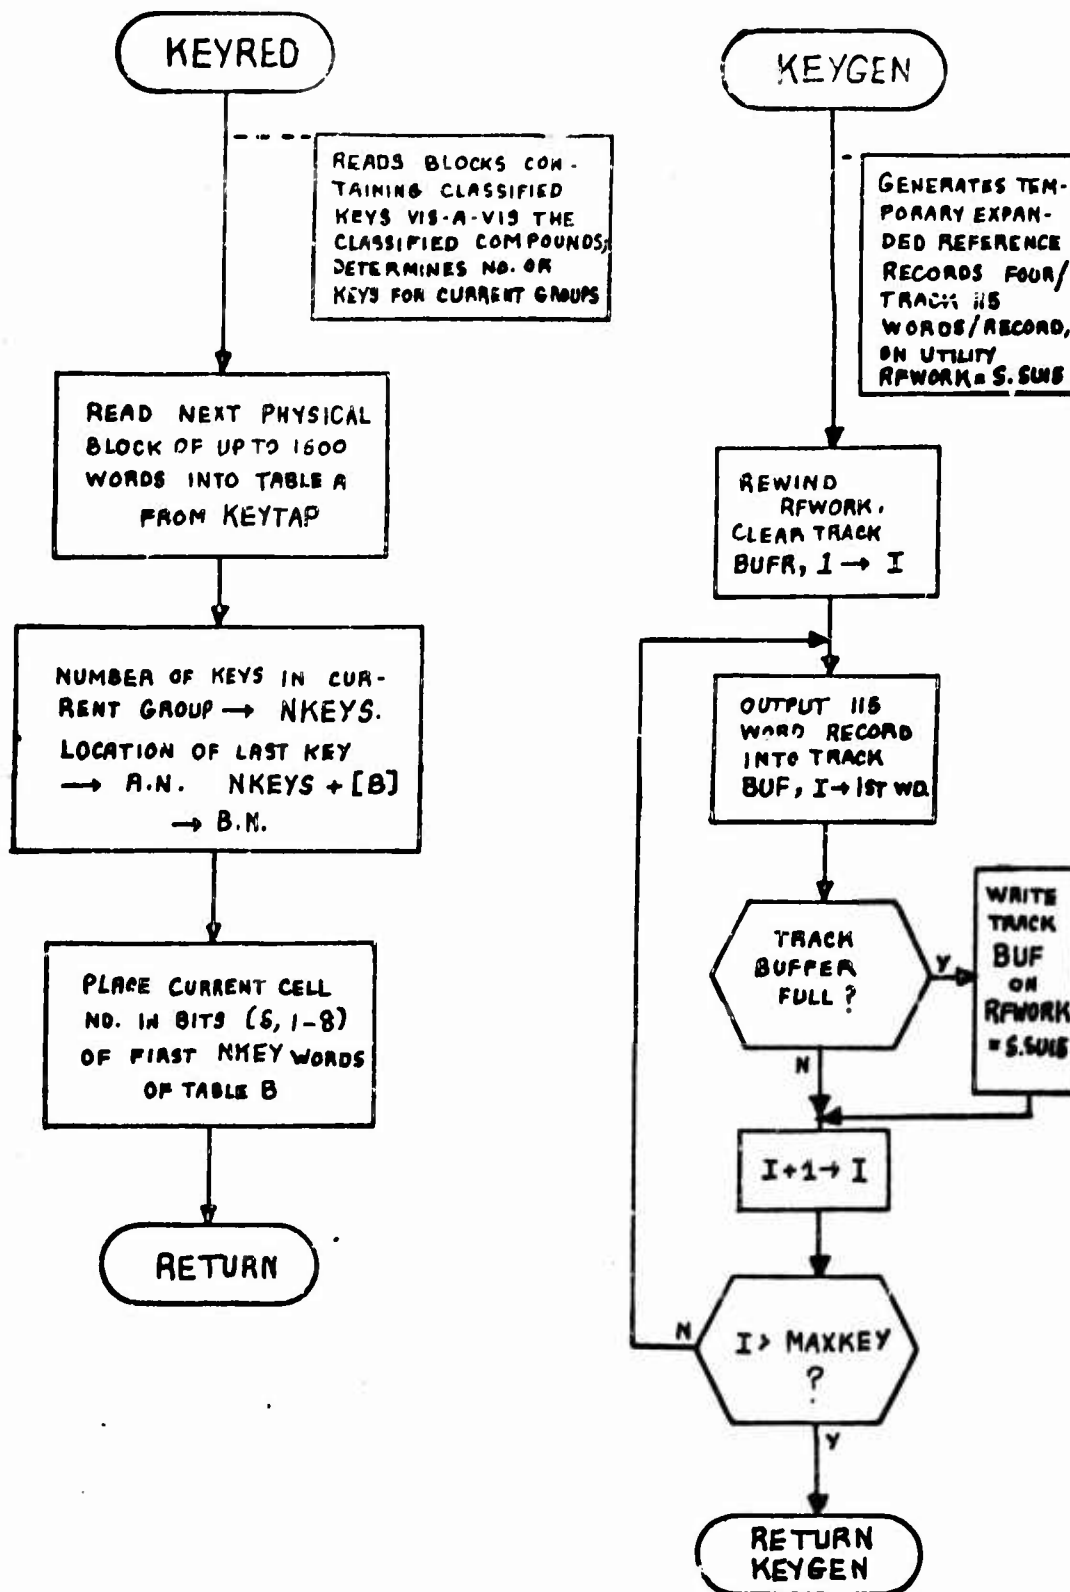 KEYRED
READS BLOCKS CON-
TAINING CLASSIFIED
KEYS VIS-A-VIS THE
CLASSIFIED COMPOUNDS;
DETERMINES NO. OR
KEYS FOR CURRENT GROUPS
READ NEXT PHYSICAL
BLOCK OF UP TO 1600
WORDS INTO TABLE A
FROM KEYTAP
NUMBER OF KEYS IN CUR-
RENT GROUP → NKEYS.
LOCATION OF LAST KEY
→ A.N. NKEYS + [B]
→ B.N.
PLACE CURRENT CELL
NO. IN BITS (S, 1-8)
OF FIRST NKEY WORDS
OF TABLE B
RETURN
KEYGEN
GENERATES TEM-
PORARY EXPAN-
DED REFERENCE
RECORDS FOUR/
TRACK 115
WORDS/RECORD,
ON UTILITY
RFWORK = S.SU15
REWIND
RFWORK.
CLEAR TRACK
BUFR, 1 → I
OUTPUT 115
WORD RECORD
INTO TRACK
BUF, I → 1ST WD.
TRACK
BUFFER
FULL ?
Y
WRITE
TRACK
BUF
ON
RFWORK
= S.SU15
N
I + 1 → I
N
I > MAXKEY
?
Y
RETURN
KEYGEN